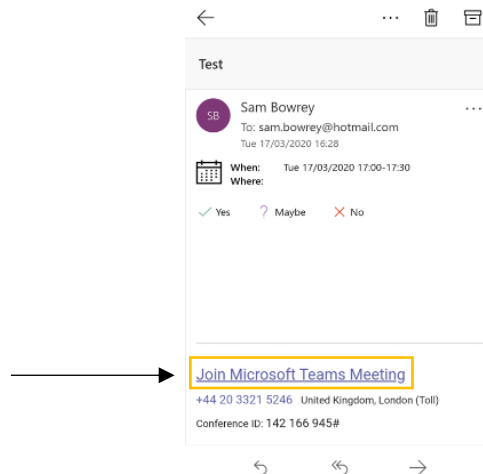 Test
SB
Sam Bowrey
To: sam.bowrey@hotmail.com
Tue 17/03/2020 16:28
When: Tue 17/03/2020 17:00-17:30
Where:
Yes ? Maybe No
Join Microsoft Teams Meeting
+44 20 3321 5246 United Kingdom, London (Toll)
Conference ID: 142 166 945#